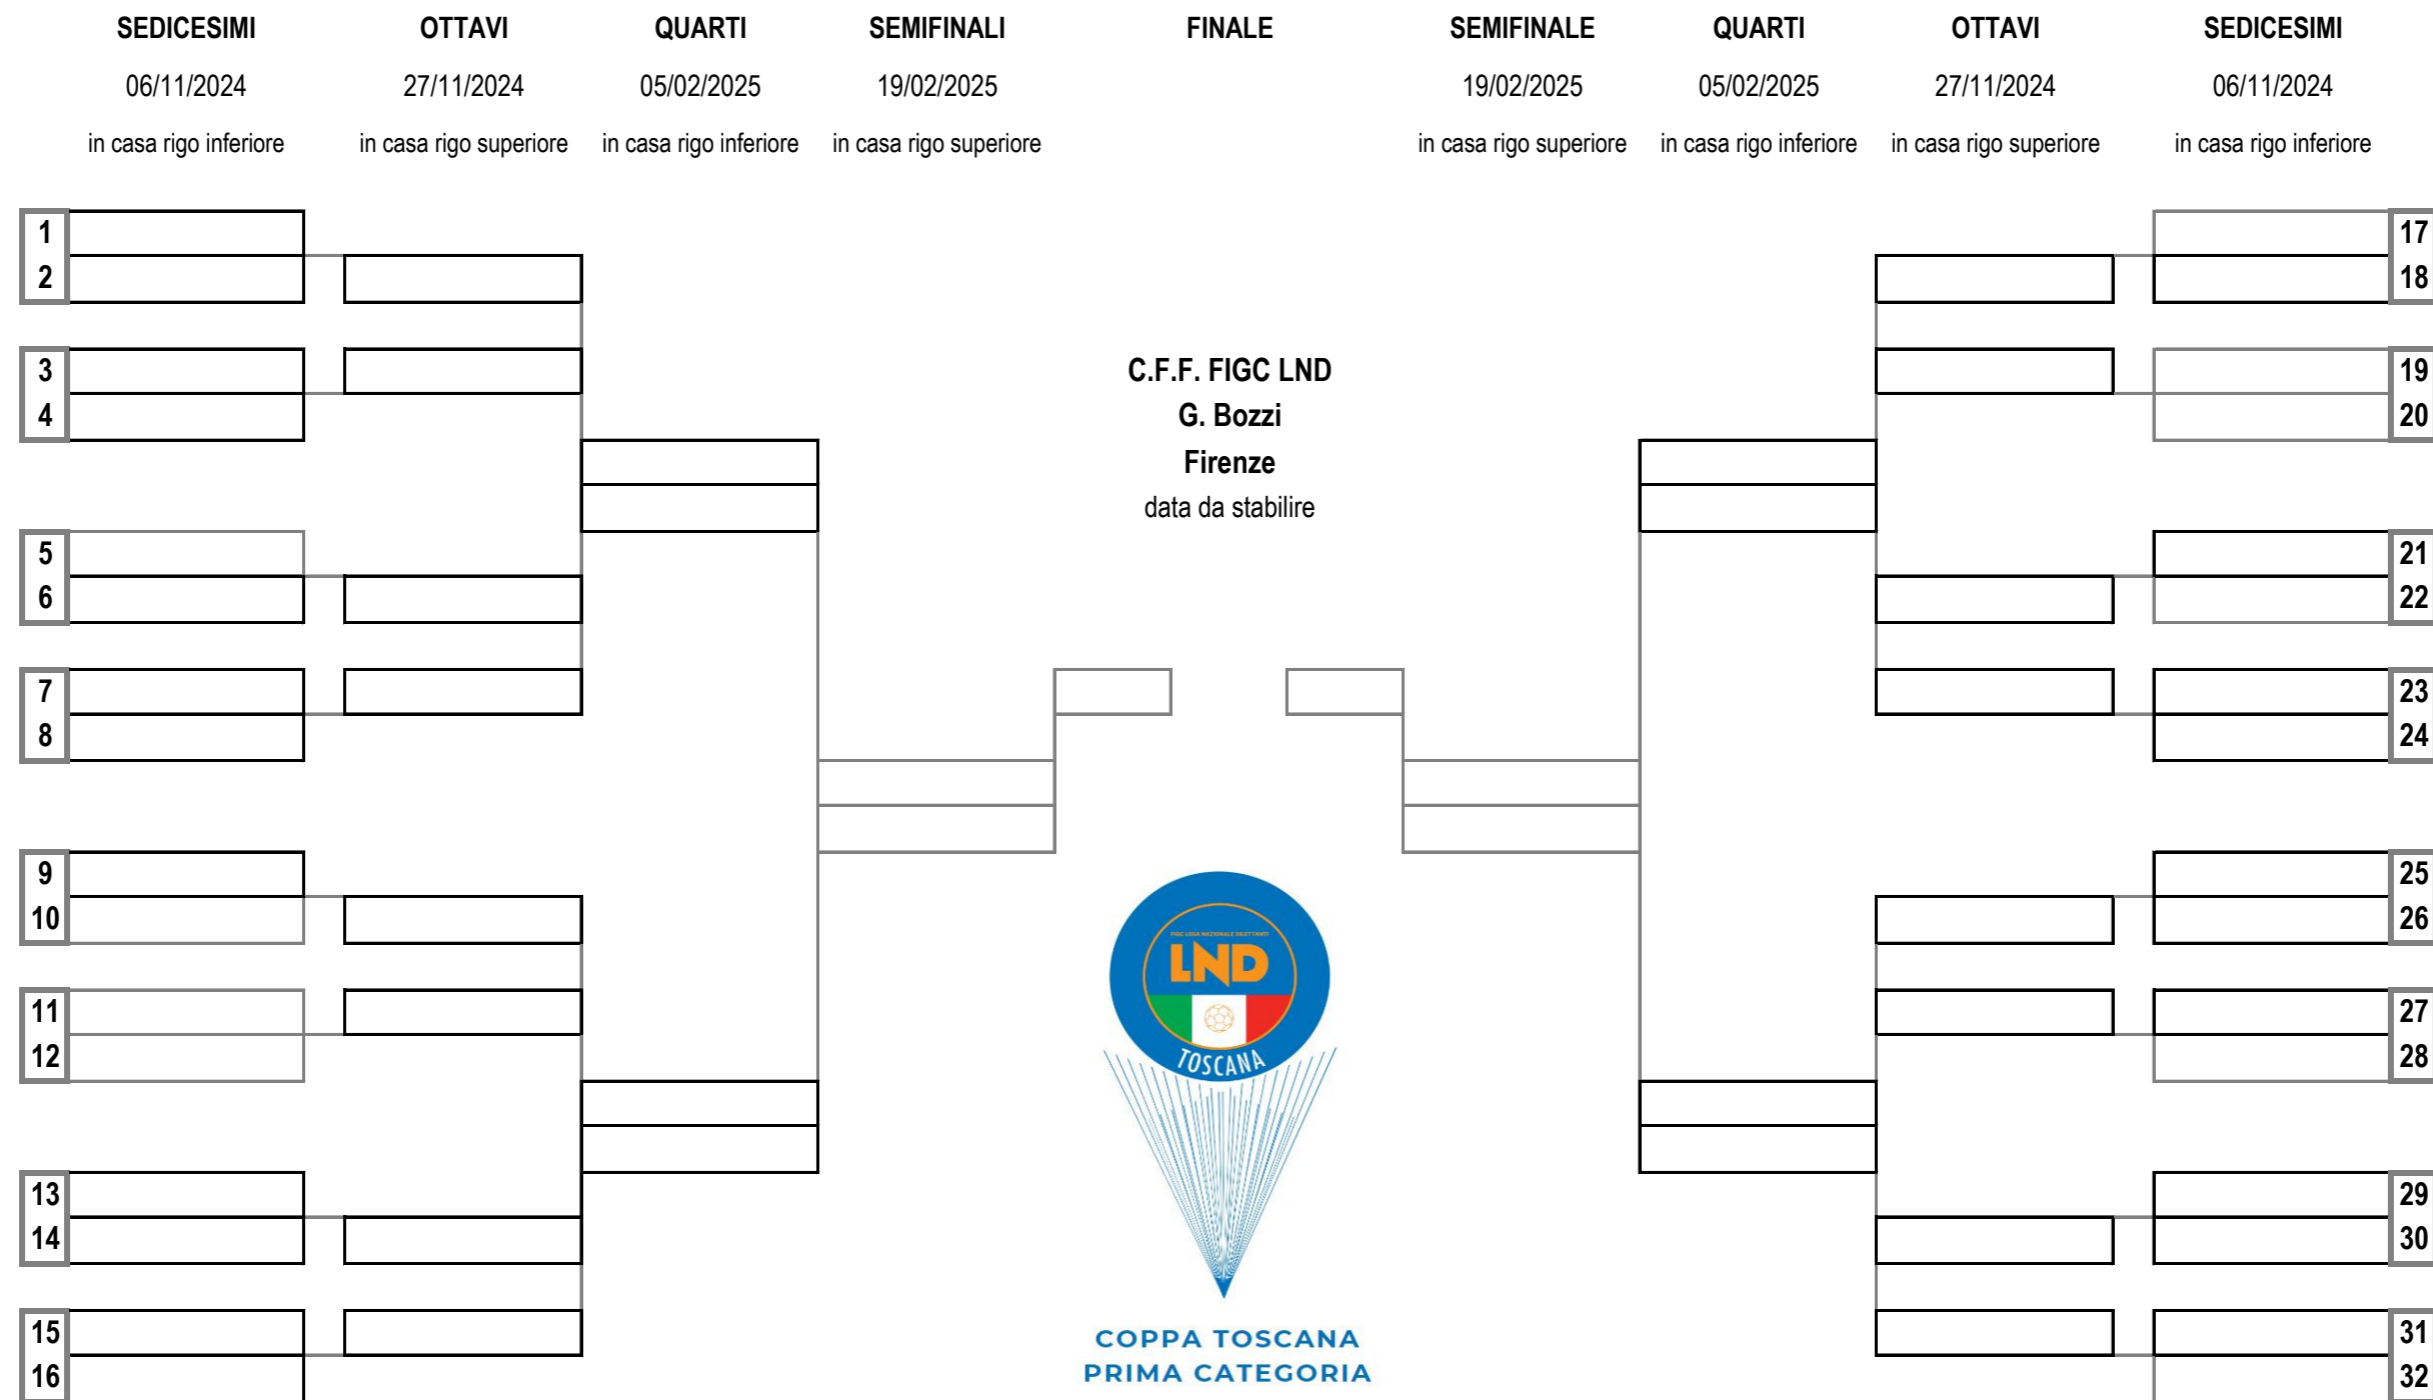 SEDICESIMI OTTAVI QUARTI SEMIFINALI FINALE SEMIFINALE QUARTI OTTAVI SEDICESIMI
06/11/2024 27/11/2024 05/02/2025 19/02/2025 19/02/2025 05/02/2025 27/11/2024 06/11/2024
in casa rigo inferiore in casa rigo superiore in casa rigo inferiore in casa rigo superiore in casa rigo superiore in casa rigo inferiore in casa rigo superiore in casa rigo inferiore
1 17
2 18
3 C.F.F. FIGC LND 19
4 G. Bozzi 20
Firenze
data da stabilire
5 21
6 22
7 23
8 24
9 25
10 26
FIGC LEGA NAZIONALE DILETTANTI
LND
11 27
12 28
TOSCANA
13 29
14 30
15 COPPA TOSCANA 31
16 PRIMA CATEGORIA 32